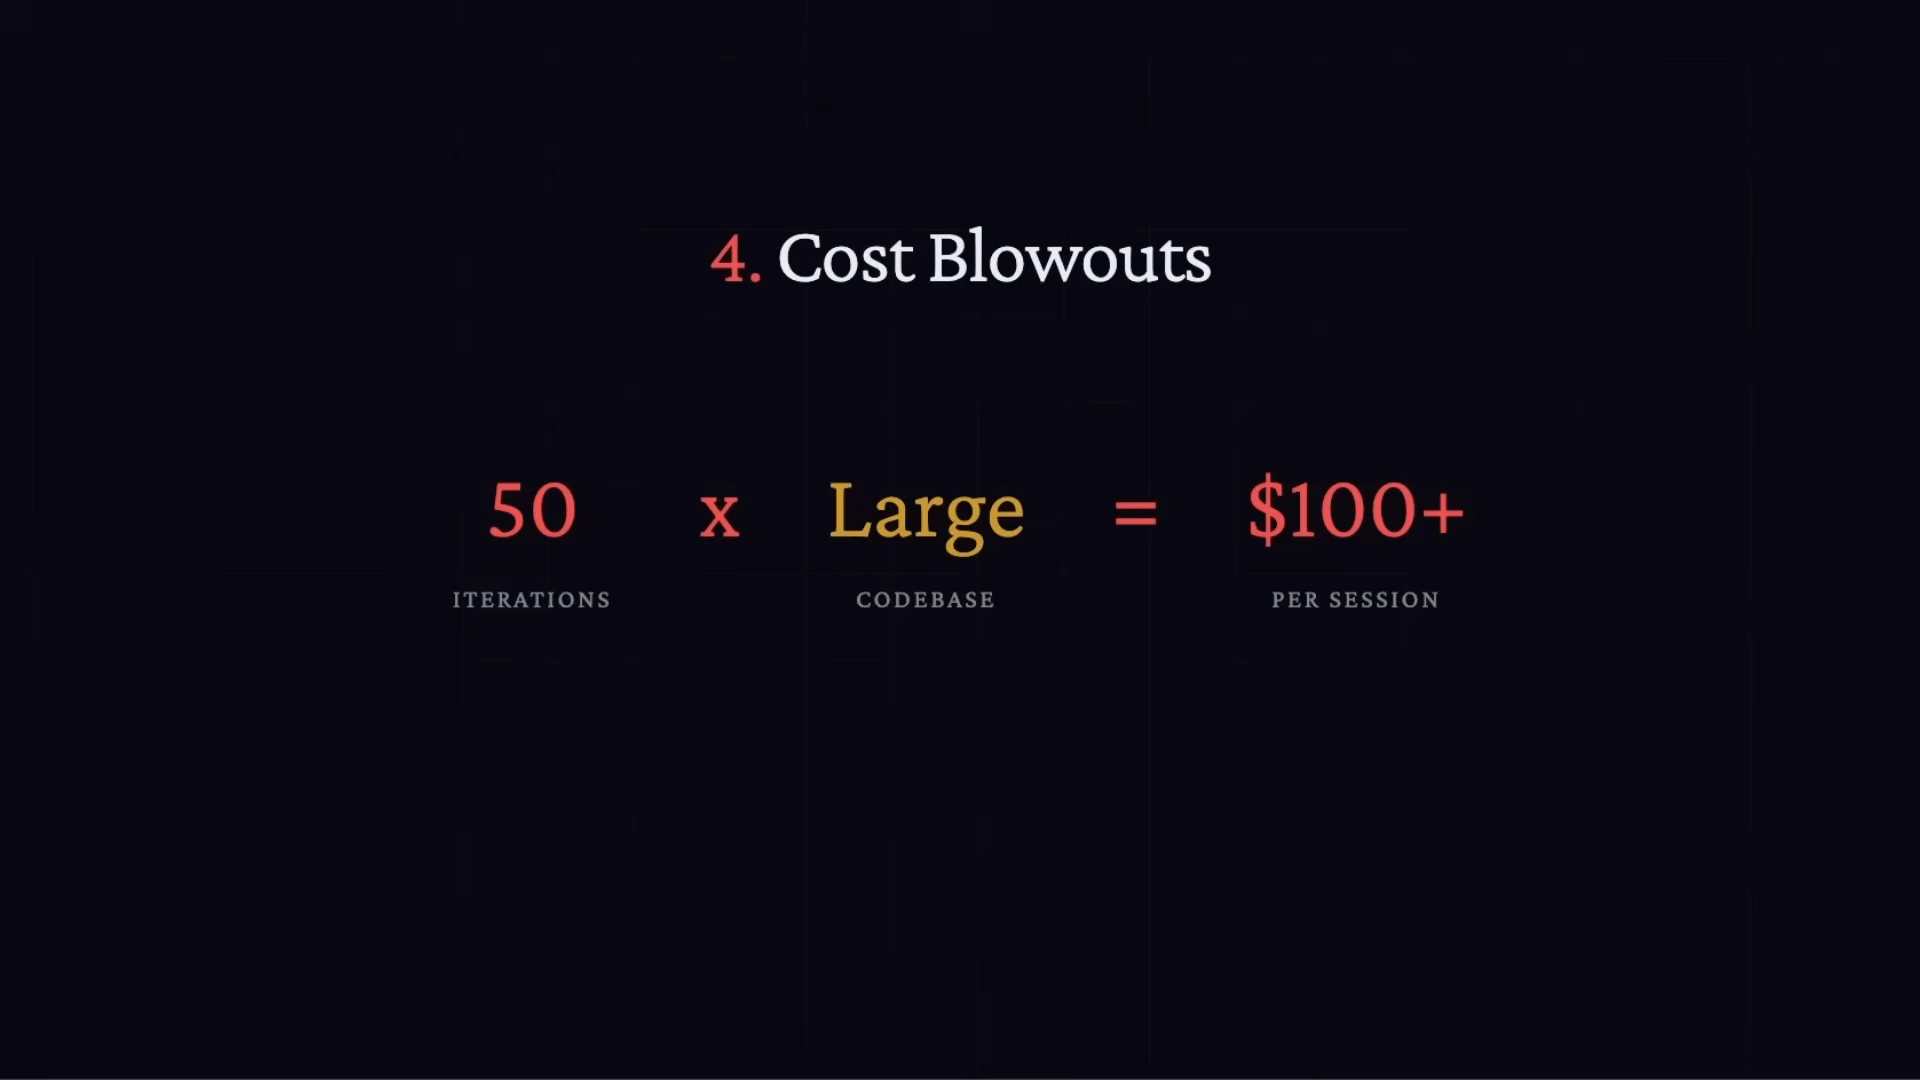 4. Cost Blowouts
50 x Large = $100+
ITERATIONS CODEBASE PER SESSION